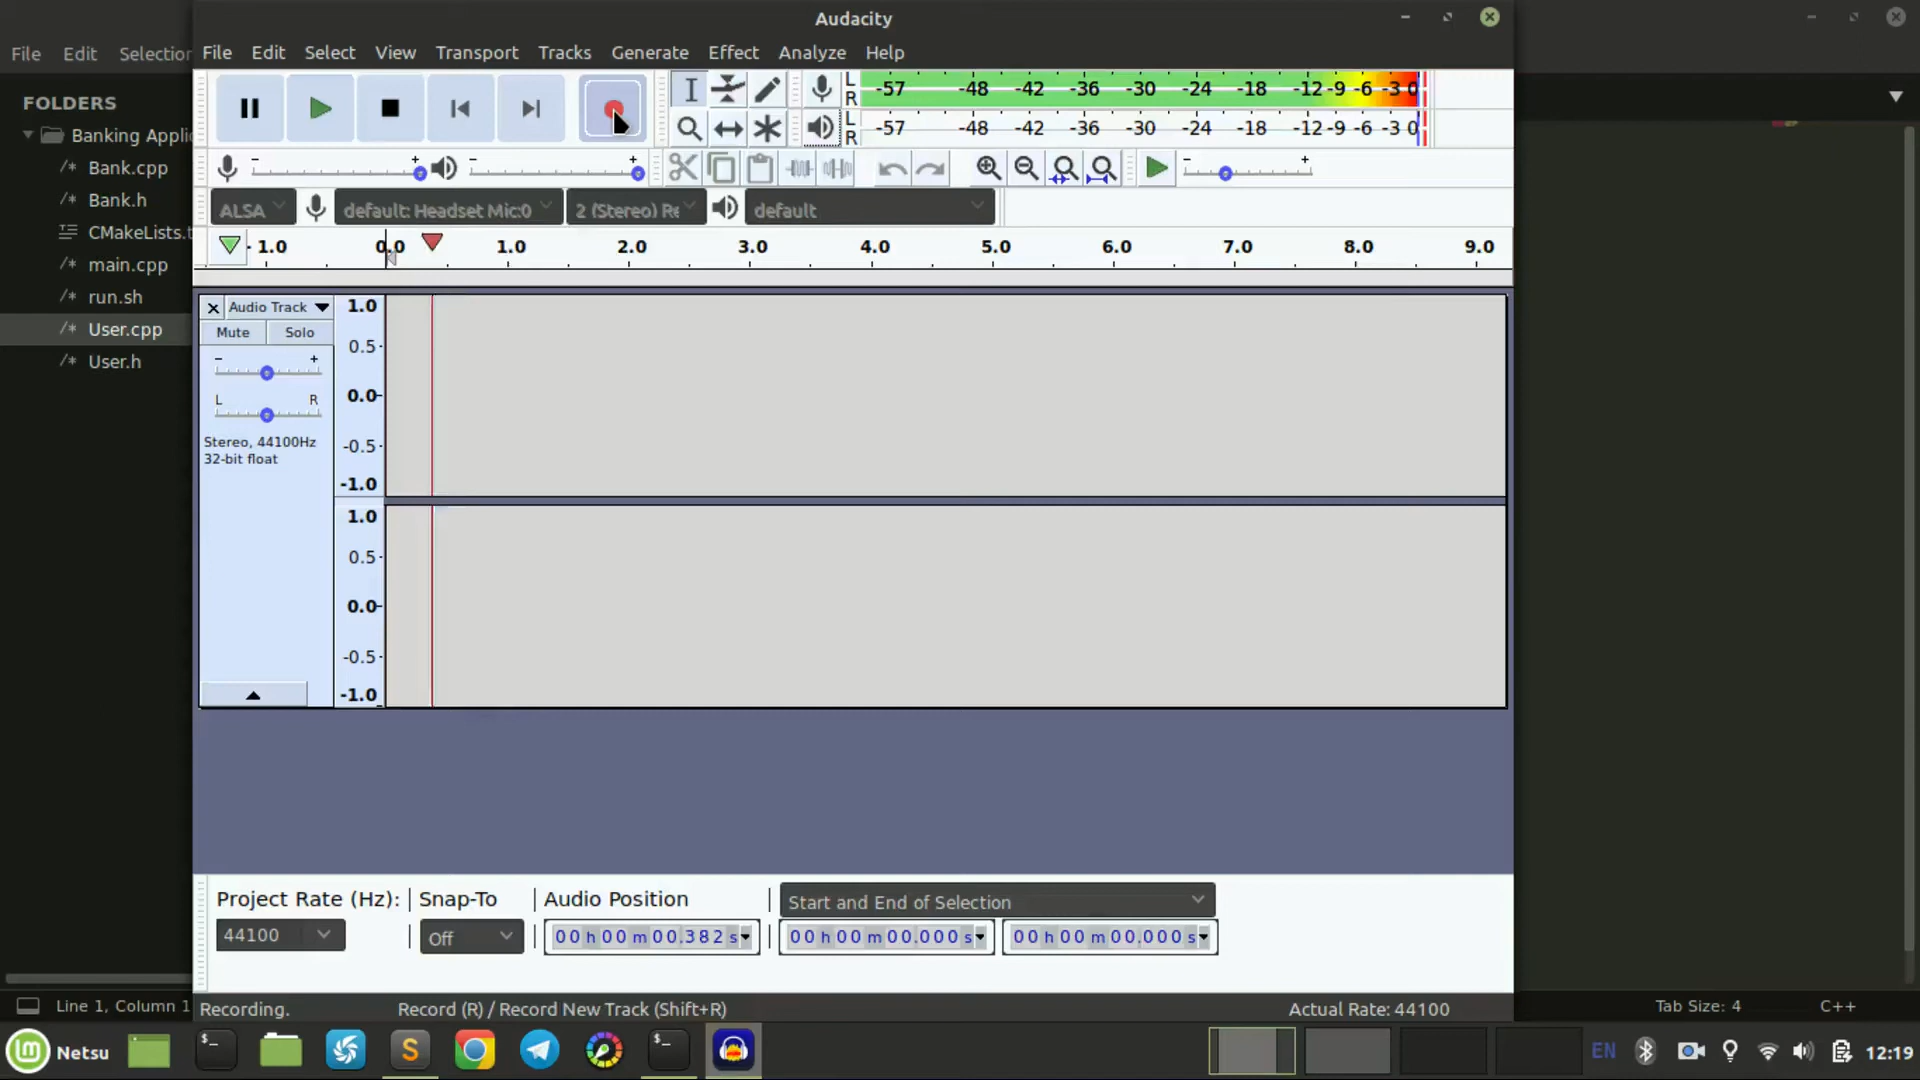 Audacity
File Edit Selection
File Edit Select View Transport Tracks Generate Effect Analyze Help
FOLDERS
Banking Applic
Bank.cpp
Bank.h
CMakeLists.t
main.cpp
run.sh
User.cpp
User.h
L
R
-57 -48 -42 -36 -30 -24 -18 -12 -9 -6 -3 0
L
R
-57 -48 -42 -36 -30 -24 -18 -12 -9 -6 -3 0
ALSA default: Headset Mic:0 2 (Stereo) Re default
1.0 0.0 1.0 2.0 3.0 4.0 5.0 6.0 7.0 8.0 9.0
Audio Track
Mute Solo
L R
Stereo, 44100Hz
32-bit float
1.0
0.5
0.0
-0.5
-1.0
1.0
0.5
0.0
-0.5
-1.0
Project Rate (Hz): Snap-To Audio Position Start and End of Selection
44100 Off 00 h 00 m 00.382 s 00 h 00 m 00.000 s 00 h 00 m 00.000 s
Line 1, Column 1 Recording. Record (R) / Record New Track (Shift+R) Actual Rate: 44100 Tab Size: 4 C++
Netsu EN 12:19